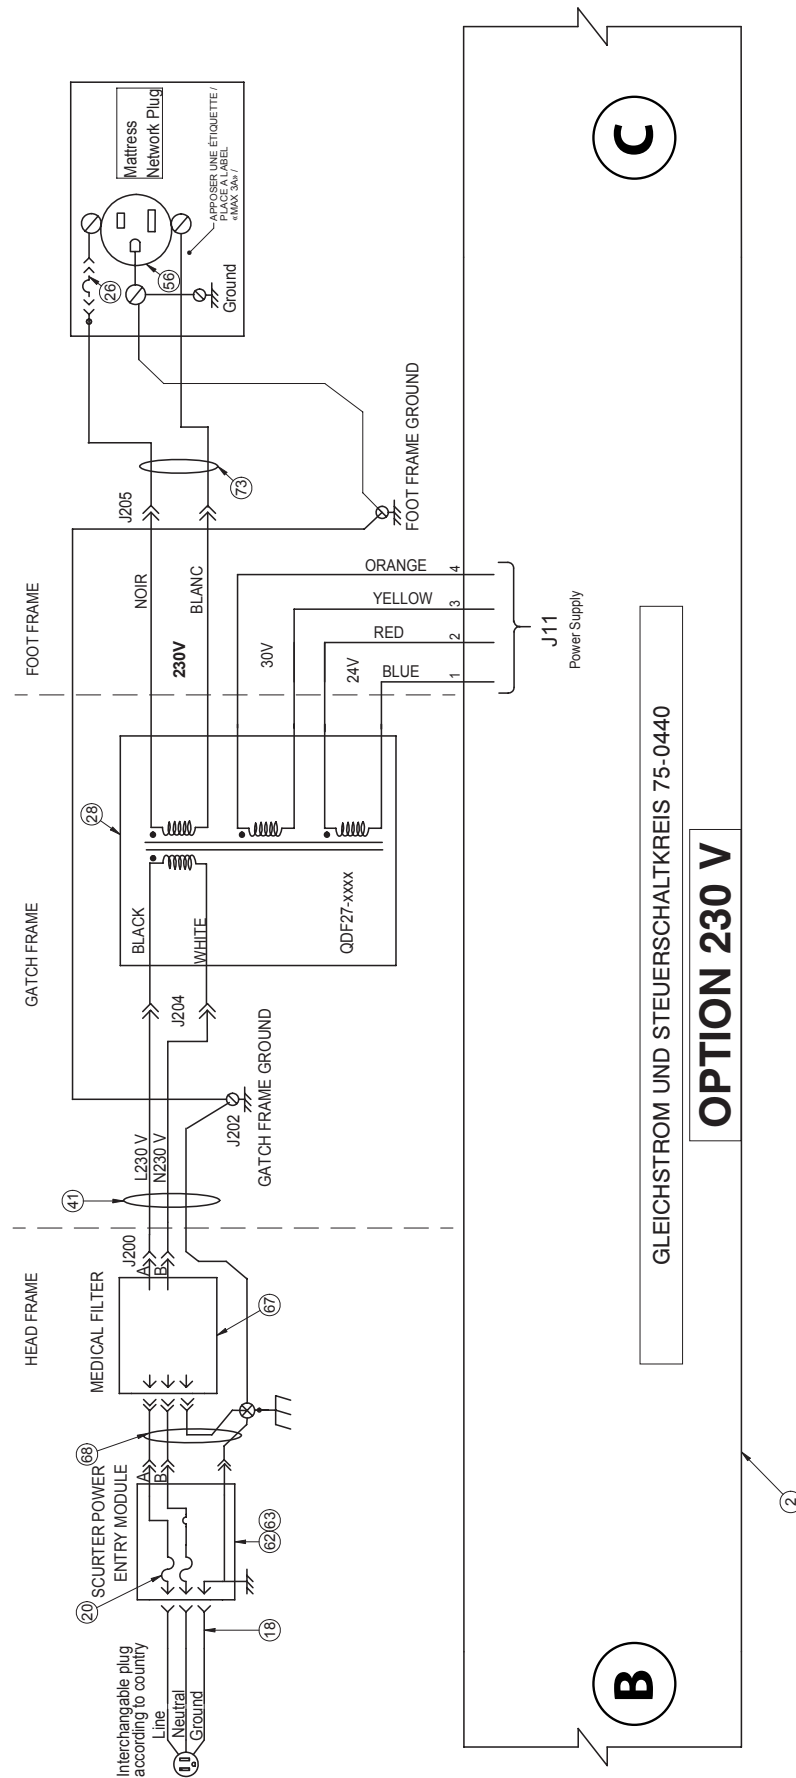 HEAD FRAME
GATCH FRAME
FOOT FRAME
Interchangable plug
according to country
Line
Neutral
Ground
18
20
SCURTER POWER
ENTRY MODULE
62
63
A
B
68
MEDICAL FILTER
67
J200
A
B
41
L230 V
N230 V
J202
GATCH FRAME GROUND
J204
BLACK
WHITE
QDF27-xxxx
28
NOIR
230V
BLANC
30V
24V
ORANGE
YELLOW
RED
BLUE
4
3
2
1
J11
Power Supply
J205
73
FOOT FRAME GROUND
26
56
Ground
Mattress
Network Plug
APPOSER UNE ÉTIQUETTE /
PLACE A LABEL
«MAX 3A» /
B
C
GLEICHSTROM UND STEUERSCHALTKREIS 75-0440
OPTION 230 V
2